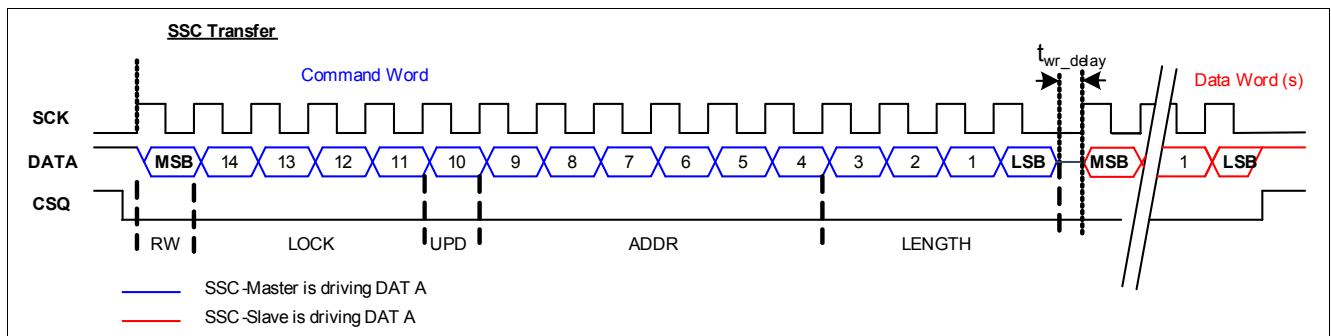 SSC Transfer
twr_delay
Command Word
Data Word (s)
SCK
DATA MSB 14 13 12 11 10 9 8 7 6 5 4 3 2 1 LSB MSB 1 LSB
CSQ
RW LOCK UPD ADDR LENGTH
SSC-Master is driving DAT A
SSC-Slave is driving DAT A